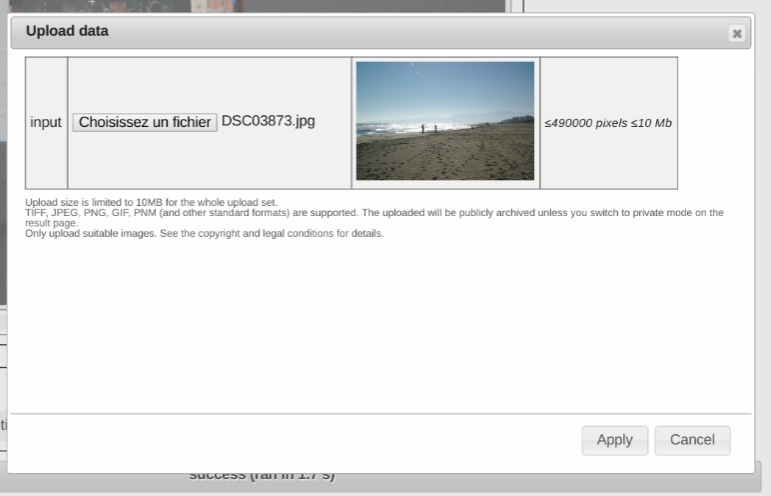 Upload data
input
Choisissez un fichier DSC03873.jpg
≤490000 pixels ≤10 Mb
Upload size is limited to 10MB for the whole upload set.
TIFF, JPEG, PNG, GIF, PNM (and other standard formats) are supported. The uploaded will be publicly archived unless you switch to private mode on the
result page.
Only upload suitable images. See the copyright and legal conditions for details.
ti
Apply Cancel
success (ran in 1.7 s)